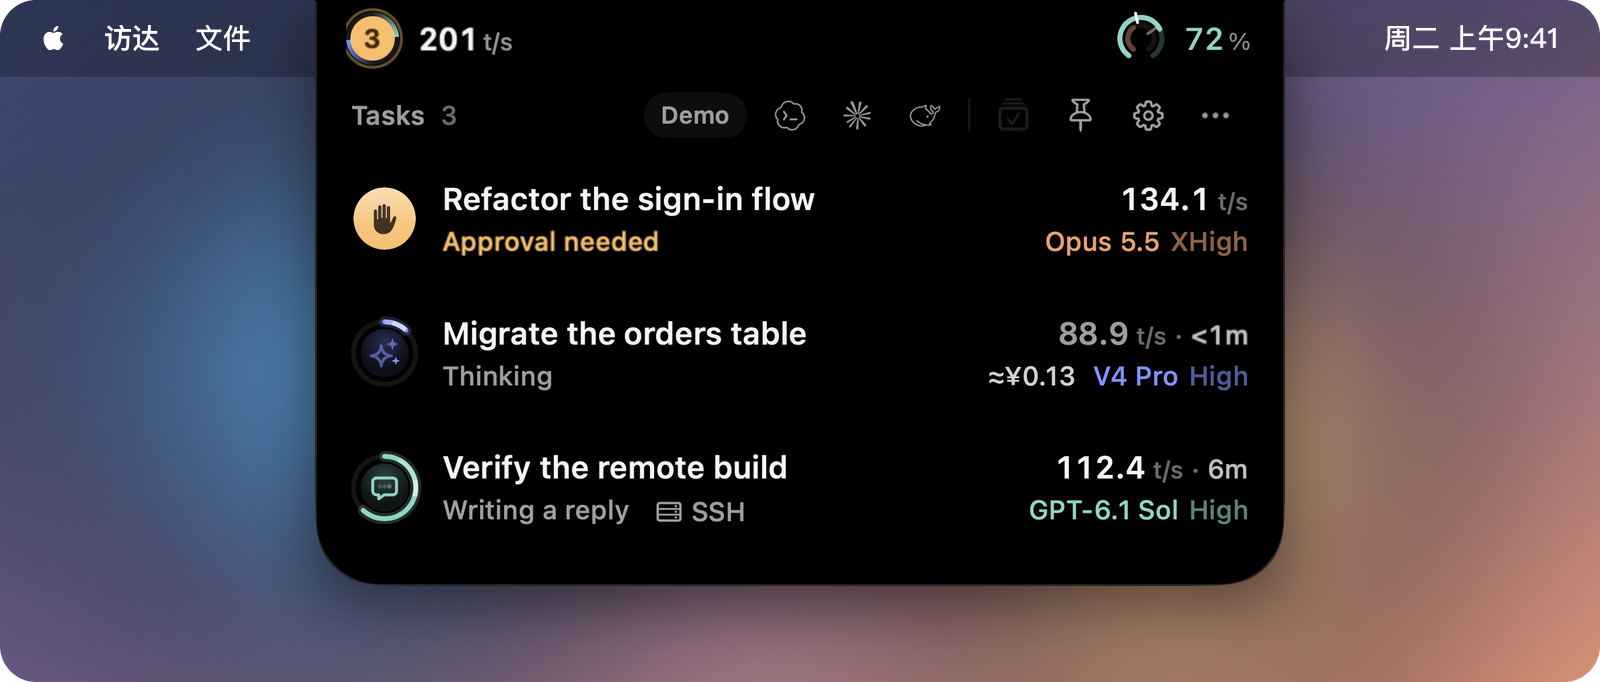 访达 文件
周二 上午9:41
3 201 t/s
72 %
Tasks 3
Demo
Refactor the sign-in flow
134.1 t/s
Approval needed
Opus 5.5 XHigh
Migrate the orders table
88.9 t/s · <1m
Thinking
≈¥0.13 V4 Pro High
Verify the remote build
112.4 t/s · 6m
Writing a reply SSH
GPT-6.1 Sol High